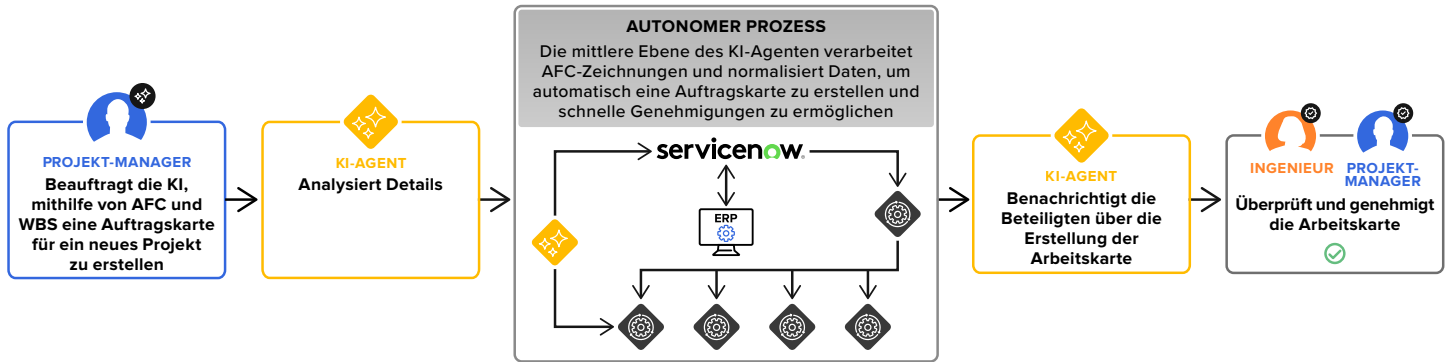 PROJEKT-MANAGER
Beauftragt die KI,
mithilfe von AFC und
WBS eine Auftragskarte
für ein neues Projekt
zu erstellen
KI-AGENT
Analysiert Details
AUTONOMER PROZESS
Die mittlere Ebene des KI-Agenten verarbeitet
AFC-Zeichnungen und normalisiert Daten, um
automatisch eine Auftragskarte zu erstellen und
schnelle Genehmigungen zu ermöglichen
servicenow.
ERP
KI-AGENT
Benachrichtigt die
Beteiligten über die
Erstellung der
Arbeitskarte
INGENIEUR
PROJEKT-
MANAGER
Überprüft und genehmigt
die Arbeitskarte